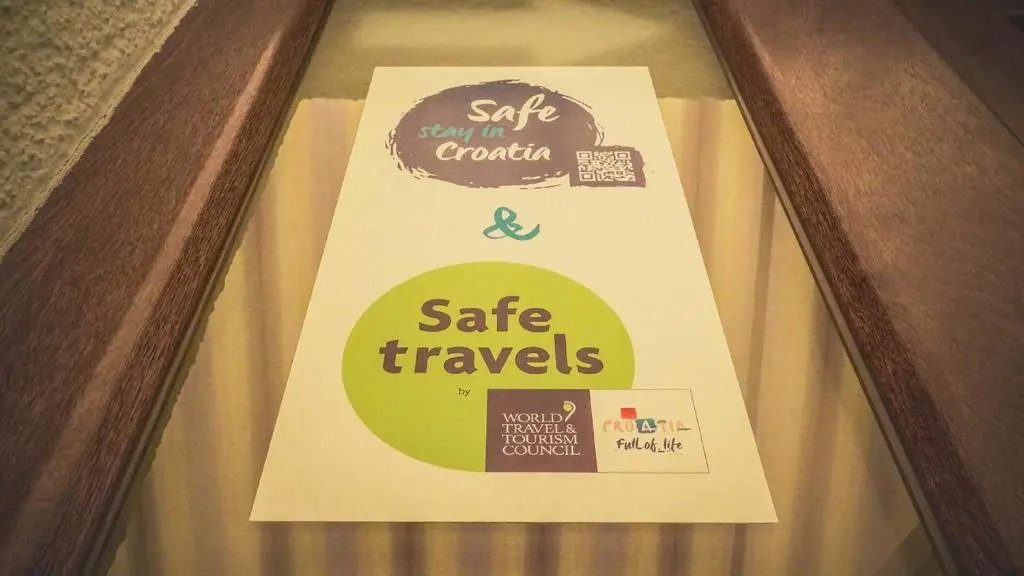 Safe
stay in
Croatia
&
Safe
travels
by
WORLD
TRAVEL &
TOURISM
COUNCIL
CROATIA
Full of life